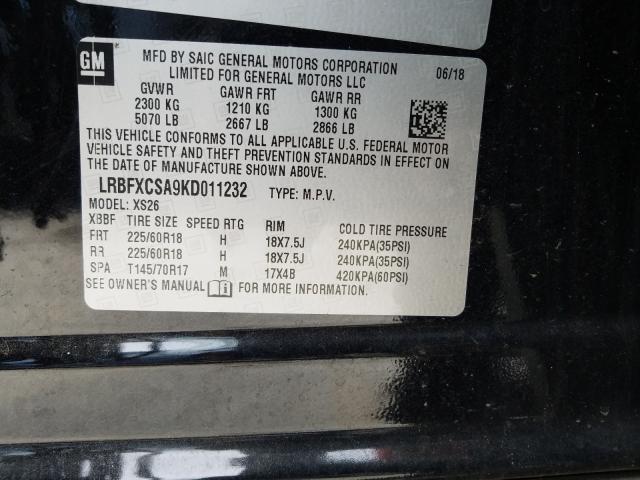 GM
MFD BY SAIC GENERAL MOTORS CORPORATION
LIMITED FOR GENERAL MOTORS LLC
06/18
GVWR GAWR FRT GAWR RR
2300 KG 1210 KG 1300 KG
5070 LB 2667 LB 2866 LB
THIS VEHICLE CONFORMS TO ALL APPLICABLE U.S. FEDERAL MOTOR
VEHICLE SAFETY AND THEFT PREVENTION STANDARDS IN EFFECT ON
THE DATE OF MANUFACTURE SHOWN ABOVE.
LRBFXCSA9KD011232 TYPE: M.P.V.
MODEL: XS26
XBBF TIRE SIZE SPEED RTG RIM COLD TIRE PRESSURE
FRT 225/60R18 H 18X7.5J 240KPA(35PSI)
RR 225/60R18 H 18X7.5J 240KPA(35PSI)
SPA T145/70R17 M 17X4B 420KPA(60PSI)
SEE OWNER'S MANUAL FOR MORE INFORMATION.